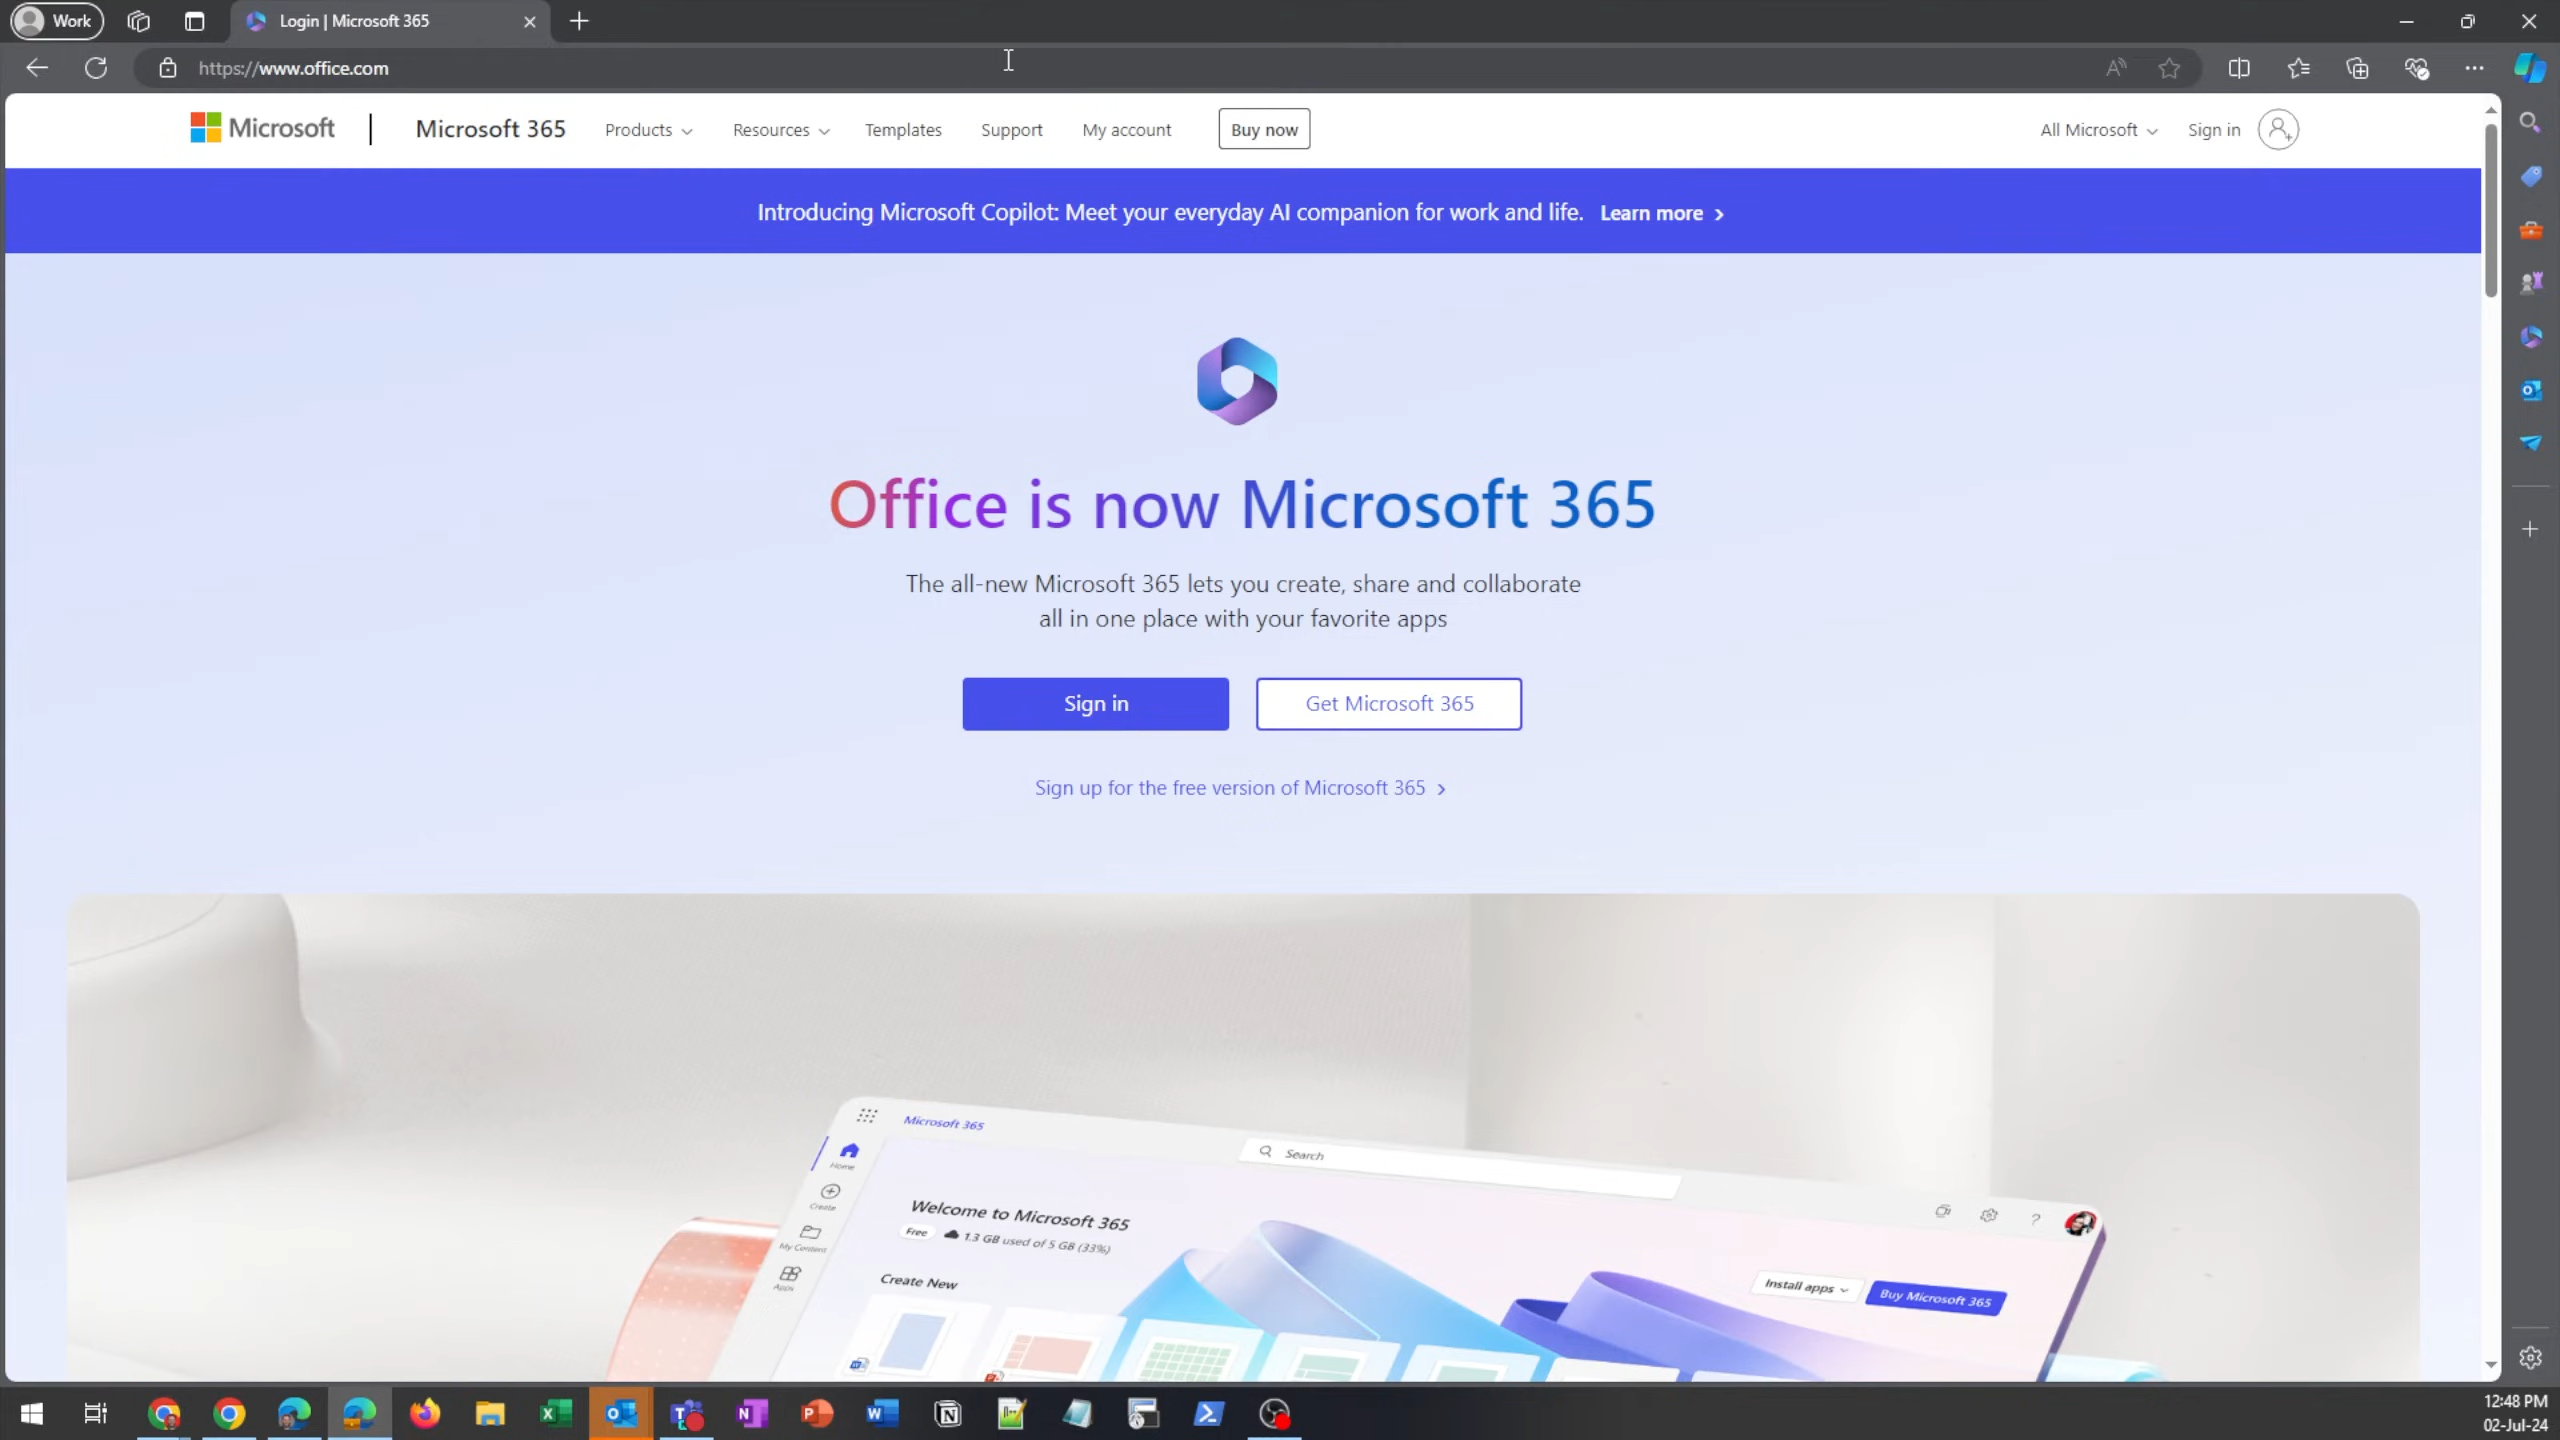 Work
Login | Microsoft 365
https://www.office.com
Microsoft
Microsoft 365
Products
Resources
Templates
Support
My account
Buy now
All Microsoft
Sign in
Introducing Microsoft Copilot: Meet your everyday AI companion for work and life. Learn more
Office is now Microsoft 365
The all-new Microsoft 365 lets you create, share and collaborate
all in one place with your favorite apps
Sign in
Get Microsoft 365
Sign up for the free version of Microsoft 365
Microsoft 365
Search
Home
Create
My Content
Apps
Welcome to Microsoft 365
Free
1.3 GB used of 5 GB (33%)
Install apps
Buy Microsoft 365
Create New
12:48 PM
02-Jul-24